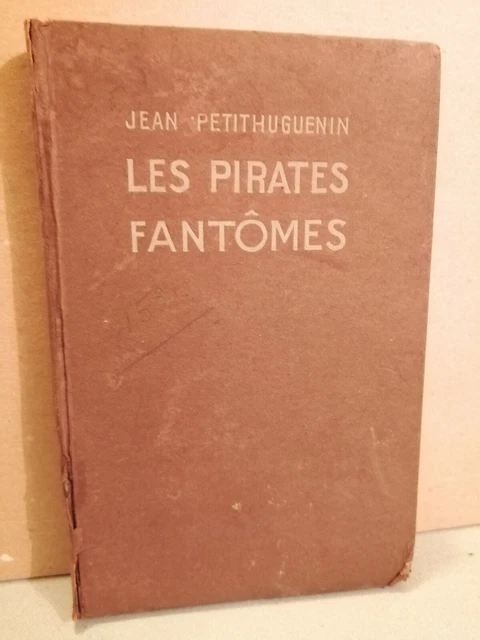 JEAN PETITHUGUENIN
LES PIRATES
FANTÔMES